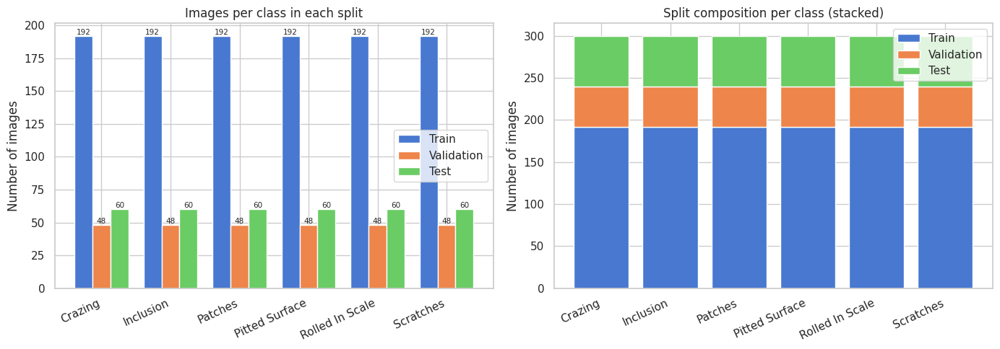 Images per class in each split
Number of images
200
175
150
125
100
75
50
25
0
192 192 192 192 192 192
48 60 48 60 48 60 48 60 48 60 48 60
Train
Validation
Test
Crazing Inclusion Patches Pitted Surface Rolled In Scale Scratches
Split composition per class (stacked)
Number of images
300
250
200
150
100
50
0
Train
Validation
Test
Crazing Inclusion Patches Pitted Surface Rolled In Scale Scratches